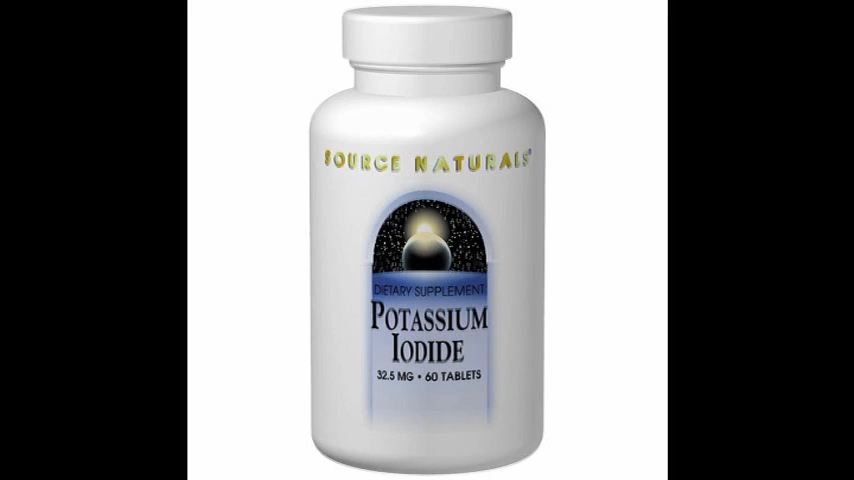 SOURCE NATURALS®
DIETARY SUPPLEMENT
POTASSIUM
IODIDE
32.5 MG • 60 TABLETS